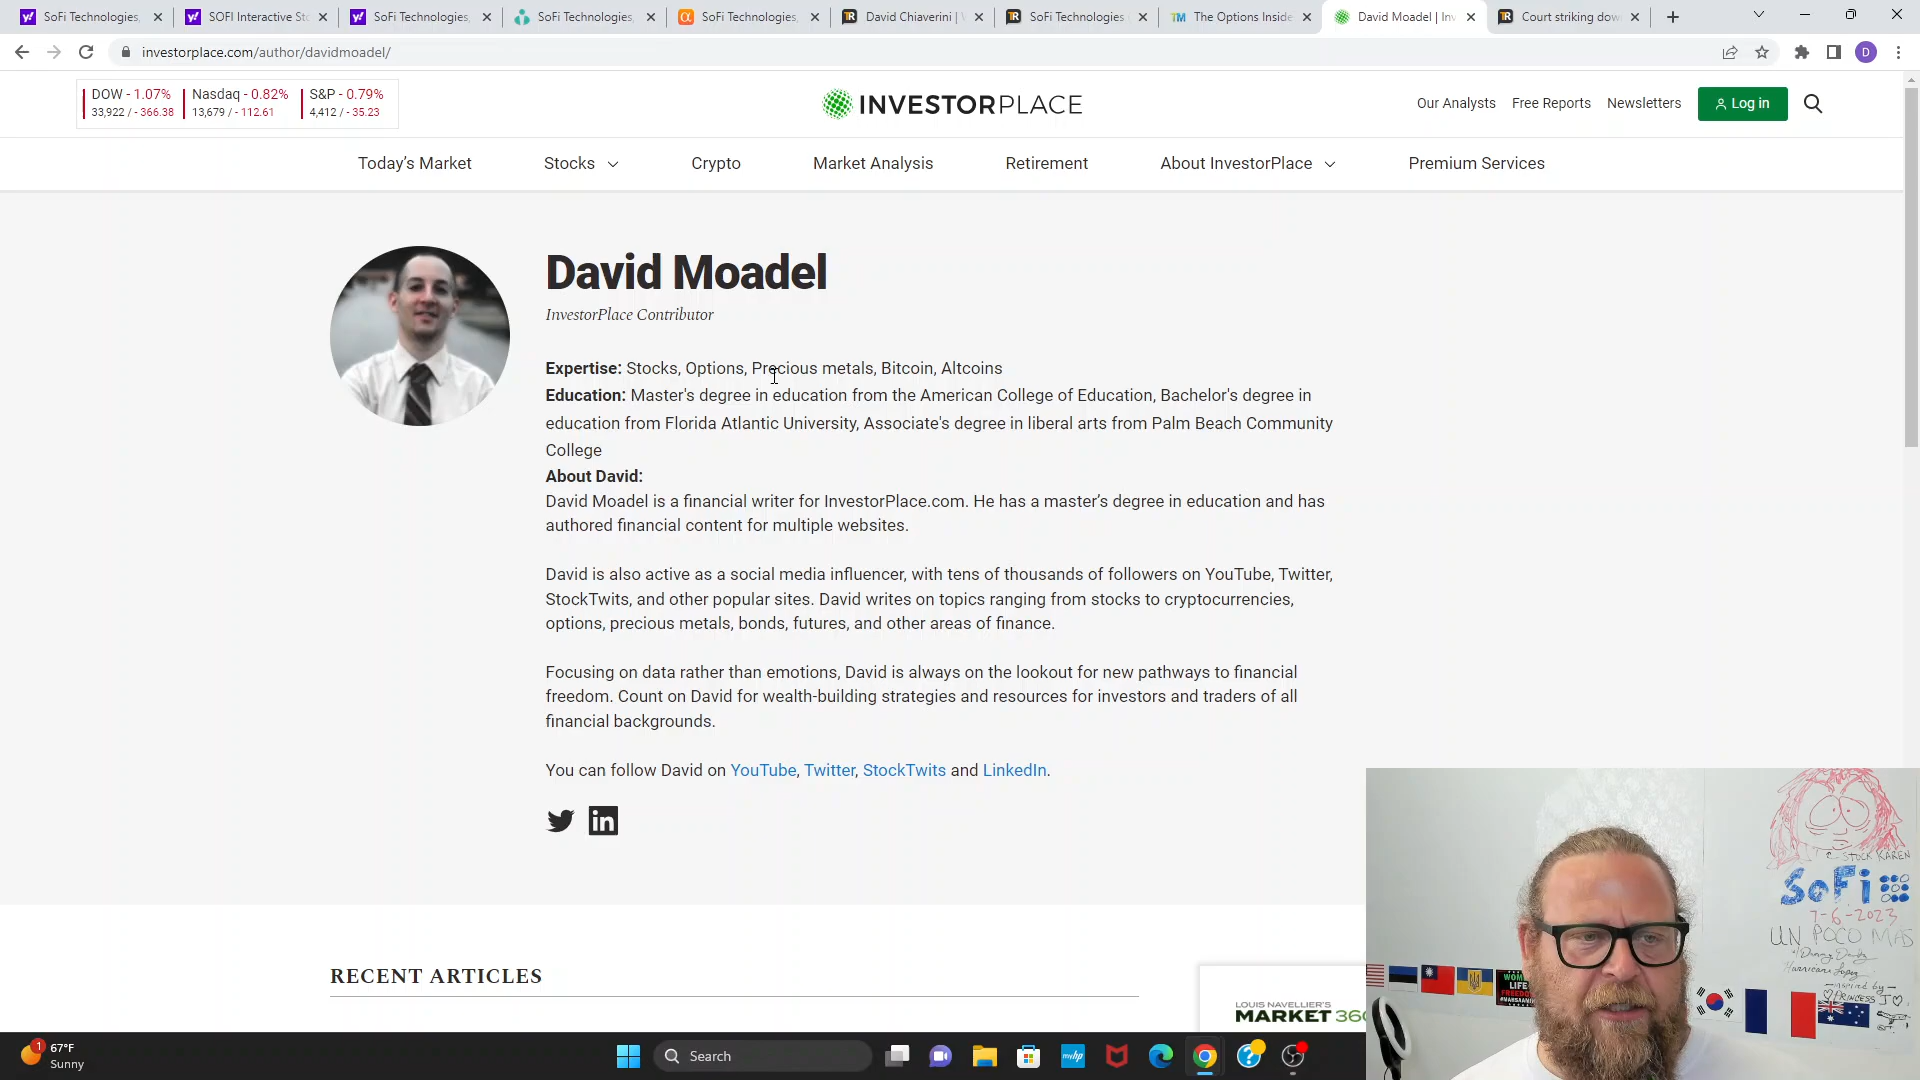 SoFi Technologies,
SOFI Interactive Sto
SoFi Technologies,
SoFi Technologies,
SoFi Technologies,
David Chiaverini |
SoFi Technologies
The Options Inside
David Moadel | Inv
Court striking dow
investorplace.com/author/davidmoadel/
D
DOW - 1.07%
33,922 / - 366.38
Nasdaq - 0.82%
13,679 / - 112.61
S&P - 0.79%
4,412 / - 35.23
INVESTORPLACE
Our Analysts
Free Reports
Newsletters
Log in
Today's Market
Stocks
Crypto
Market Analysis
Retirement
About InvestorPlace
Premium Services
David Moadel
InvestorPlace Contributor
Expertise: Stocks, Options, Precious metals, Bitcoin, Altcoins
Education: Master's degree in education from the American College of Education, Bachelor's degree in
education from Florida Atlantic University, Associate's degree in liberal arts from Palm Beach Community
College
About David:
David Moadel is a financial writer for InvestorPlace.com. He has a master's degree in education and has
authored financial content for multiple websites.
David is also active as a social media influencer, with tens of thousands of followers on YouTube, Twitter,
StockTwits, and other popular sites. David writes on topics ranging from stocks to cryptocurrencies,
options, precious metals, bonds, futures, and other areas of finance.
Focusing on data rather than emotions, David is always on the lookout for new pathways to financial
freedom. Count on David for wealth-building strategies and resources for investors and traders of all
financial backgrounds.
You can follow David on YouTube, Twitter, StockTwits and LinkedIn.
RECENT ARTICLES
LOUIS NAVELLIER'S
MARKET 360
STOCK KAREN
SoFi
7-6-2023
UN POCO MAS
inspired by
PRINCESS J
1
67°F
Sunny
Search